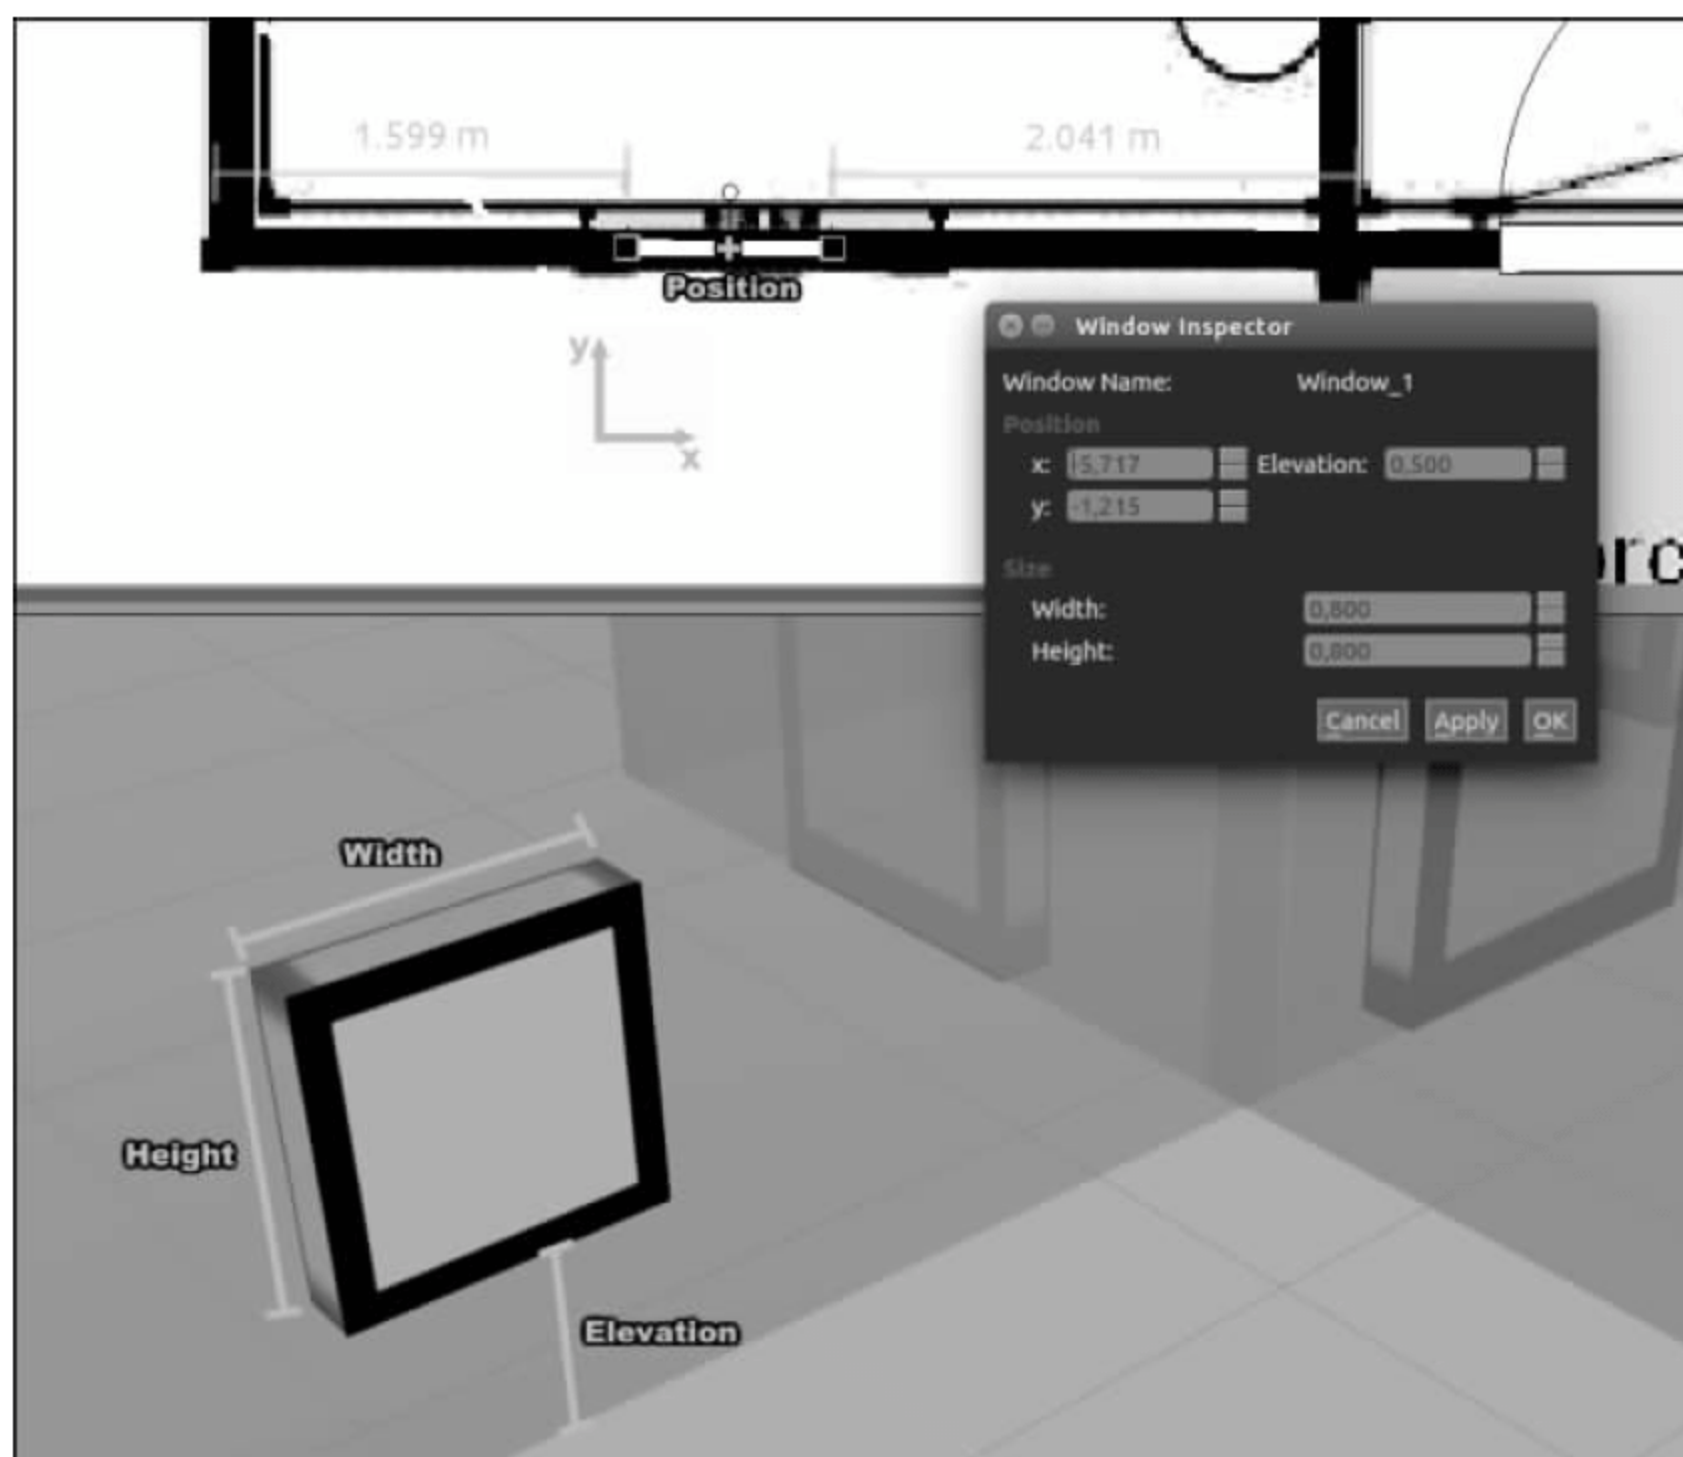 1.599 m
2.041 m
Position
y
x
Window Inspector
Window Name: Window_1
Position
x: -5,717 Elevation: 0.500
y: -1,215
Size
Width: 0,800
Height: 0,800
Cancel Apply OK
Width
Height
Elevation